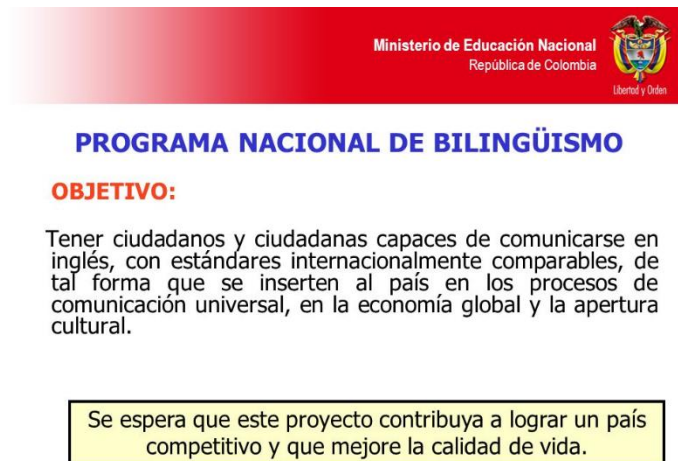 Ministerio de Educación Nacional
República de Colombia
Libertad y Orden
PROGRAMA NACIONAL DE BILINGÜISMO
OBJETIVO:
Tener ciudadanos y ciudadanas capaces de comunicarse en
inglés, con estándares internacionalmente comparables, de
tal forma que se inserten al país en los procesos de
comunicación universal, en la economía global y la apertura
cultural.
Se espera que este proyecto contribuya a lograr un país
competitivo y que mejore la calidad de vida.